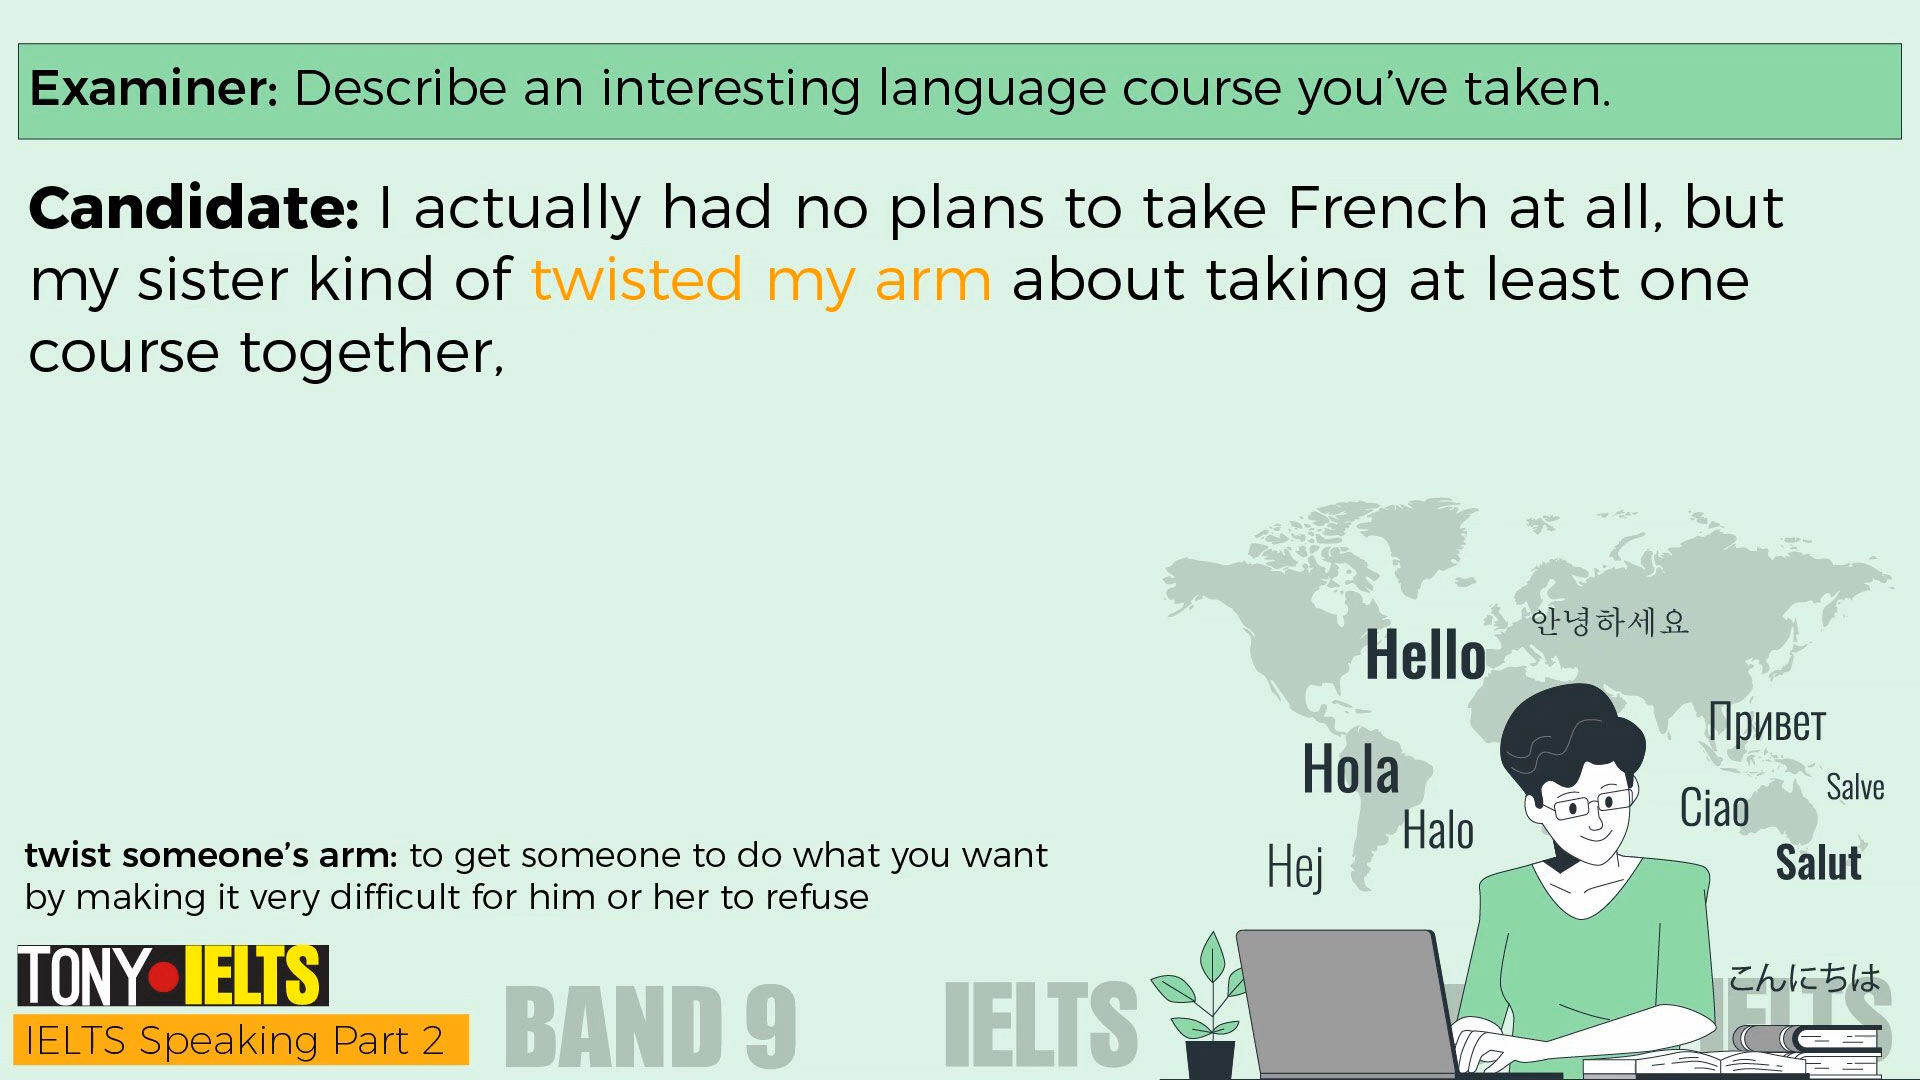 Examiner: Describe an interesting language course you’ve taken.
Candidate: I actually had no plans to take French at all, but
my sister kind of twisted my arm about taking at least one
course together,
안녕하세요
Hello
Привет
Hola
Salve
Ciao
Halo
Hej
Salut
twist someone’s arm: to get someone to do what you want
by making it very difficult for him or her to refuse
こんにちは
TONY•IELTS
IELTS Speaking Part 2
BAND 9
IELTS
IELTS